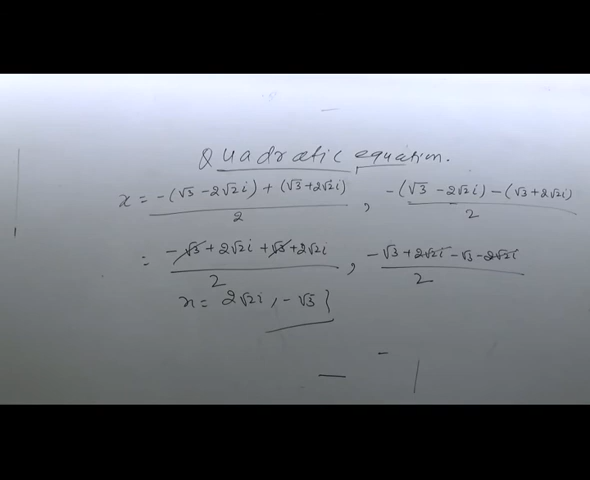 Quadratic equation.
x = -(√3 - 2√2i) + (√3 + 2√2i) / 2 , -(√3 - 2√2i) - (√3 + 2√2i) / 2
= -√3 + 2√2i + √3 + 2√2i / 2 , -√3 + 2√2i - √3 - 2√2i / 2
x = 2√2i , -√3 }